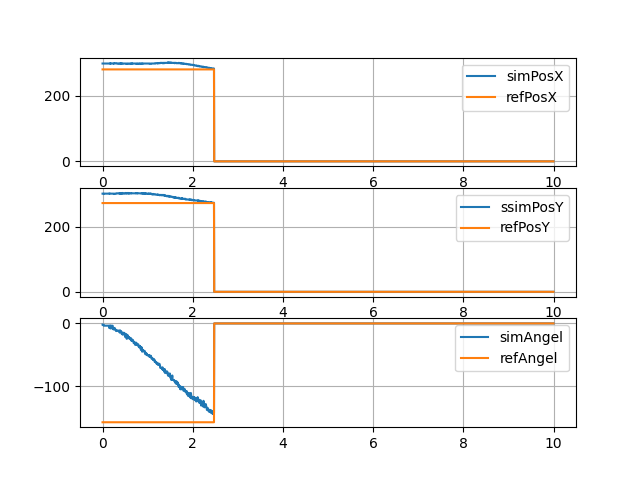 200
0
simPosX
refPosX
0 2 4 6 8 10
200
0
ssimPosY
refPosY
0 2 4 6 8 10
0
−100
simAngel
refAngel
0 2 4 6 8 10